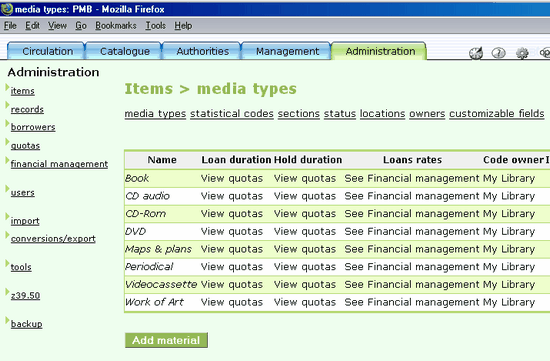 media types: PMB - Mozilla Firefox
File Edit View Go Bookmarks Tools Help
Circulation Catalogue Authorities Management Administration
Administration
items
records
borrowers
quotas
financial management
users
import
conversions/export
tools
z39.50
backup
Items > media types
media types statistical codes sections status locations owners customizable fields
Name Loan duration Hold duration Loans rates Code owner I
Book View quotas View quotas See Financial management My Library
CD audio View quotas View quotas See Financial management My Library
CD-Rom View quotas View quotas See Financial management My Library
DVD View quotas View quotas See Financial management My Library
Maps & plans View quotas View quotas See Financial management My Library
Periodical View quotas View quotas See Financial management My Library
Videocassette View quotas View quotas See Financial management My Library
Work of Art View quotas View quotas See Financial management My Library
Add material